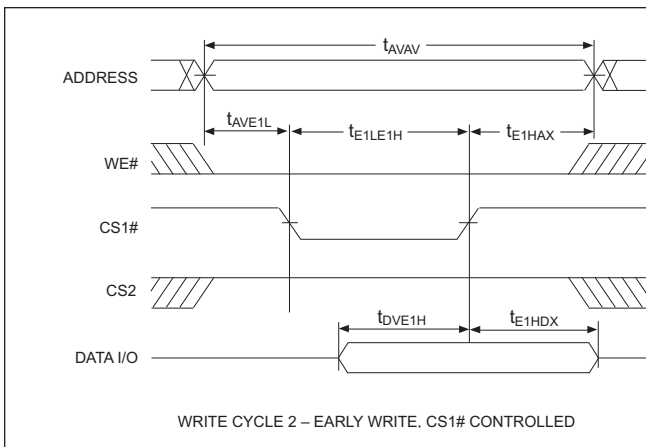 tAVAV
ADDRESS
tAVE1L tE1LE1H tE1HAX
WE#
CS1#
CS2
tDVE1H tE1HDX
DATA I/O
WRITE CYCLE 2 – EARLY WRITE, CS1# CONTROLLED